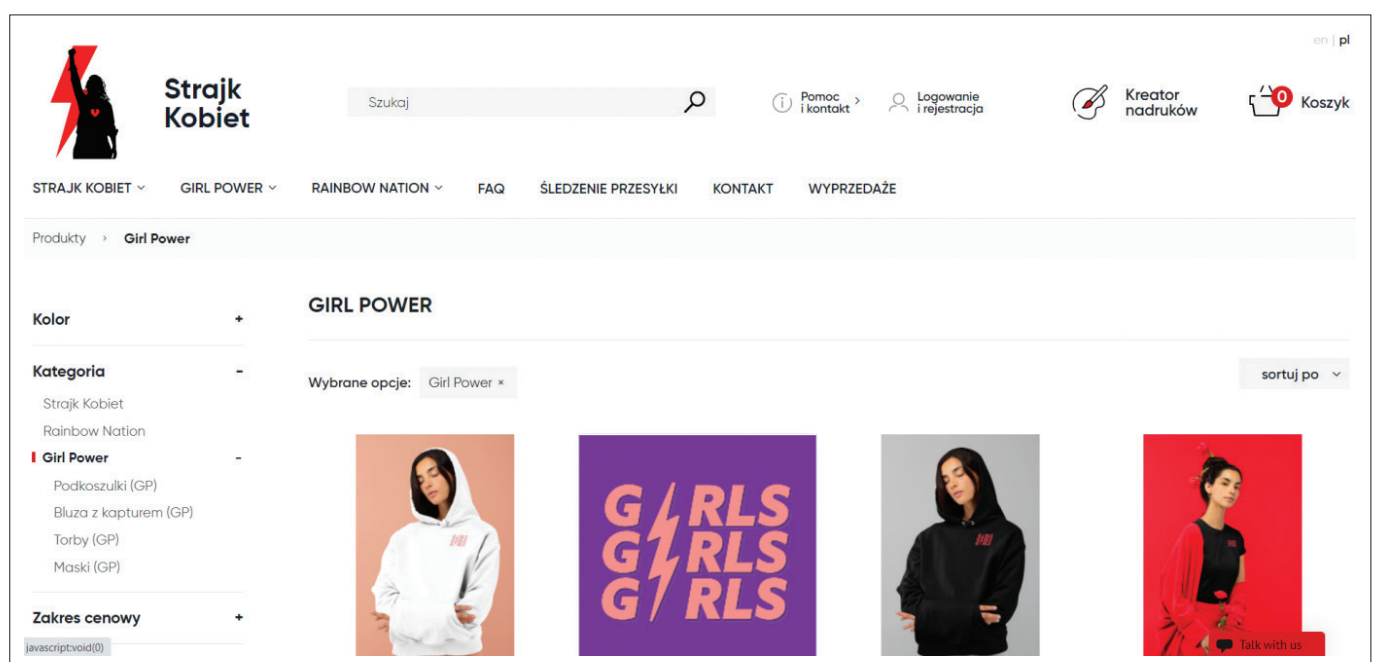 en | pl
Strajk
Kobiet
Szukaj
Pomoc
i kontakt
Logowanie
i rejestracja
Kreator
nadruków
0
Koszyk
STRAJK KOBIET
GIRL POWER
RAINBOW NATION
FAQ
ŚLEDZENIE PRZESYŁKI
KONTAKT
WYPRZEDAŻE
Produkty › Girl Power
Kolor +
Kategoria -
Strajk Kobiet
Rainbow Nation
Girl Power -
Podkoszulki (GP)
Bluza z kapturem (GP)
Torby (GP)
Maski (GP)
Zakres cenowy +
javascript:void(0)
GIRL POWER
Wybrane opcje: Girl Power ×
sortuj po
GIRLS
GIRLS
GIRLS
Talk with us